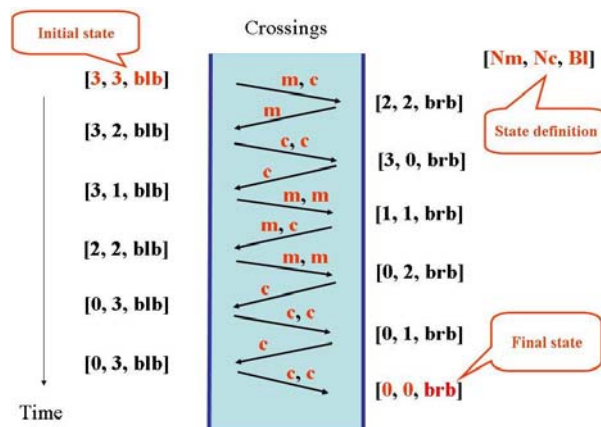 Initial state
Crossings
[3, 3, blb]
m, c
[Nm, Nc, Bl]
[2, 2, brb]
m
[3, 2, blb]
State definition
c, c
[3, 0, brb]
c
[3, 1, blb]
m, m
[1, 1, brb]
m, c
[2, 2, blb]
m, m
[0, 2, brb]
c
[0, 3, blb]
c, c
[0, 1, brb]
Final state
c
[0, 3, blb]
c, c
[0, 0, brb]
Time